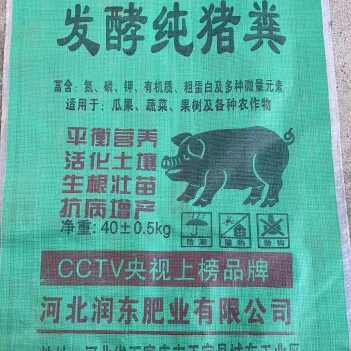 发酵纯猪粪
富含：氮、磷、钾、有机质、粗蛋白及多种微量元素
适用于：瓜果、蔬菜、果树及各种农作物
平衡营养
活化土壤
生根壮苗
抗病增产
净重：40±0.5kg
防潮 避热 勿钩
CCTV央视上榜品牌
河北润东肥业有限公司